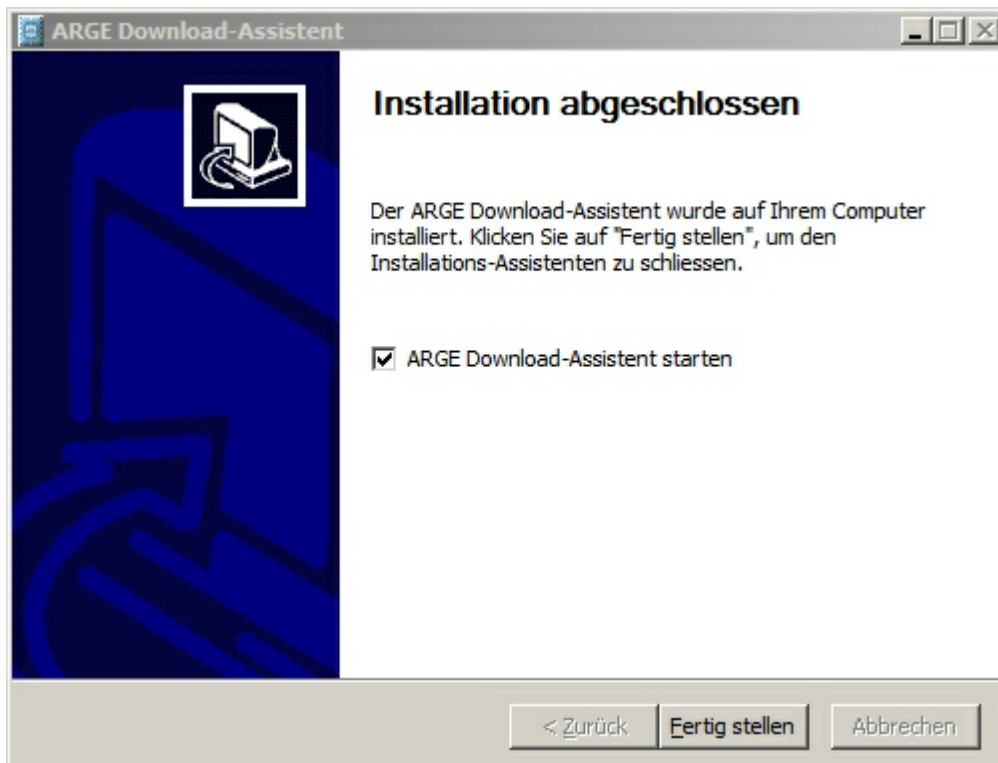 ARGE Download-Assistent
Installation abgeschlossen
Der ARGE Download-Assistent wurde auf Ihrem Computer
installiert. Klicken Sie auf "Fertig stellen", um den
Installations-Assistenten zu schliessen.
ARGE Download-Assistent starten
< Zurück Fertig stellen Abbrechen